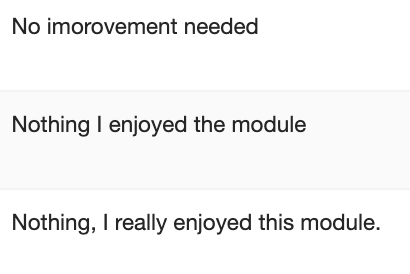 No imorovement needed
Nothing I enjoyed the module
Nothing, I really enjoyed this module.